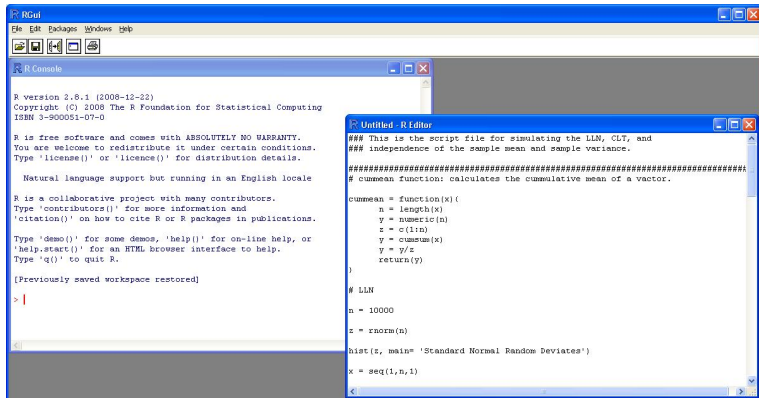 RGui
File Edit Packages Windows Help
R Console
R version 2.8.1 (2008-12-22)
Copyright (C) 2008 The R Foundation for Statistical Computing
ISBN 3-900051-07-0
R is free software and comes with ABSOLUTELY NO WARRANTY.
You are welcome to redistribute it under certain conditions.
Type 'license()' or 'licence()' for distribution details.
Natural language support but running in an English locale
R is a collaborative project with many contributors.
Type 'contributors()' for more information and
'citation()' on how to cite R or R packages in publications.
Type 'demo()' for some demos, 'help()' for on-line help, or
'help.start()' for an HTML browser interface to help.
Type 'q()' to quit R.
[Previously saved workspace restored]
>
Untitled - R Editor
### This is the script file for simulating the LLN, CLT, and
### independence of the sample mean and sample variance.
###############################################################################
# cummean function: calculates the cummulative mean of a vactor.
cummean = function(x){
n = length(x)
y = numeric(n)
z = c(1:n)
y = cumsum(x)
y = y/z
return(y)
}
# LLN
n = 10000
z = rnorm(n)
hist(z, main= 'Standard Normal Random Deviates')
x = seq(1,n,1)